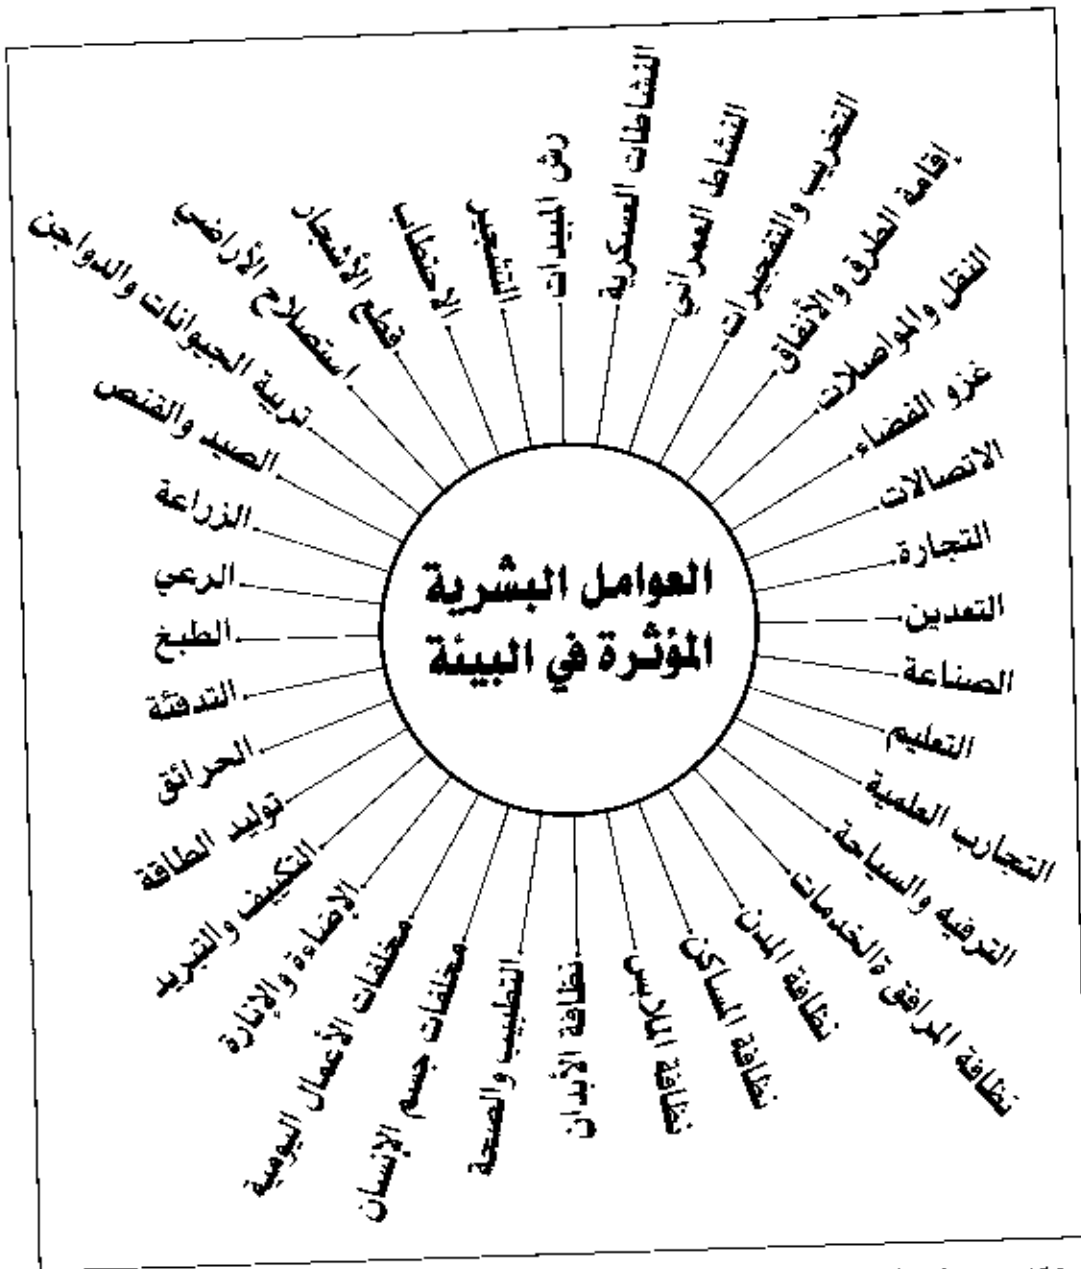 العوامل البشرية
المؤثرة في البيئة
رش المبيدات
النشاطات العسكرية
النشاط العمراني
التخريب والتفجيرات
إقامة الطرق والأنفاق
النقل والمواصلات
غزو الفضاء
الاتصالات
التجارة
التعدين
الصناعة
التعليم
التجارب العلمية
الترفيه والسياحة
نظافة المرافق ةالخدمات
نظافة المدن
نظافة المساكن
نظافة الملابس
نظافة الأبدان
التطبيب والصحة
مخلفات جسم الإنسان
مخلفات الأعمال اليومية
الإضاءة والإنارة
التكييف والتبريد
توليد الطاقة
الحرائق
التدفئة
الطبخ
الرعي
الزراعة
الصيد والقنص
تربية الحيوانات والدواجن
استصلاح الأراضي
قطع الأشجار
الاحتطاب
التشجير